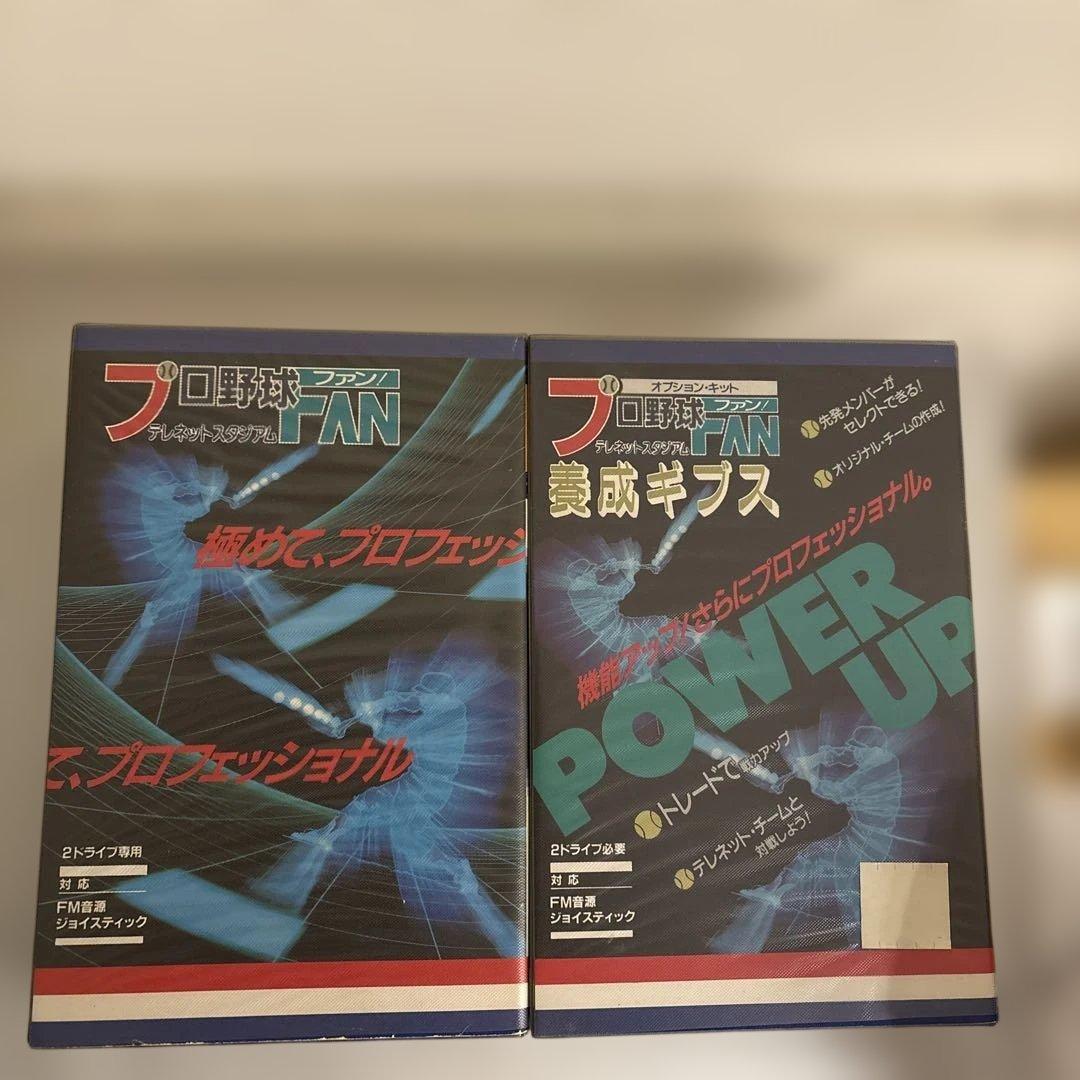 プロ野球
ファン!
FAN
テレネットスタジアム
極めて、プロフェッシ
て、プロフェッショナル
2ドライブ専用
対応
FM音源
ジョイスティック
オプション・キット
プロ野球
ファン!
FAN
テレネットスタジアム
養成ギブス
先発メンバーが
セレクトできる!
オリジナル・チームの作成!
機能アップ!さらにプロフェッショナル。
POWER
UP
トレードで戦力アップ
テレネット・チームと
対戦しよう!
2ドライブ必要
対応
FM音源
ジョイスティック